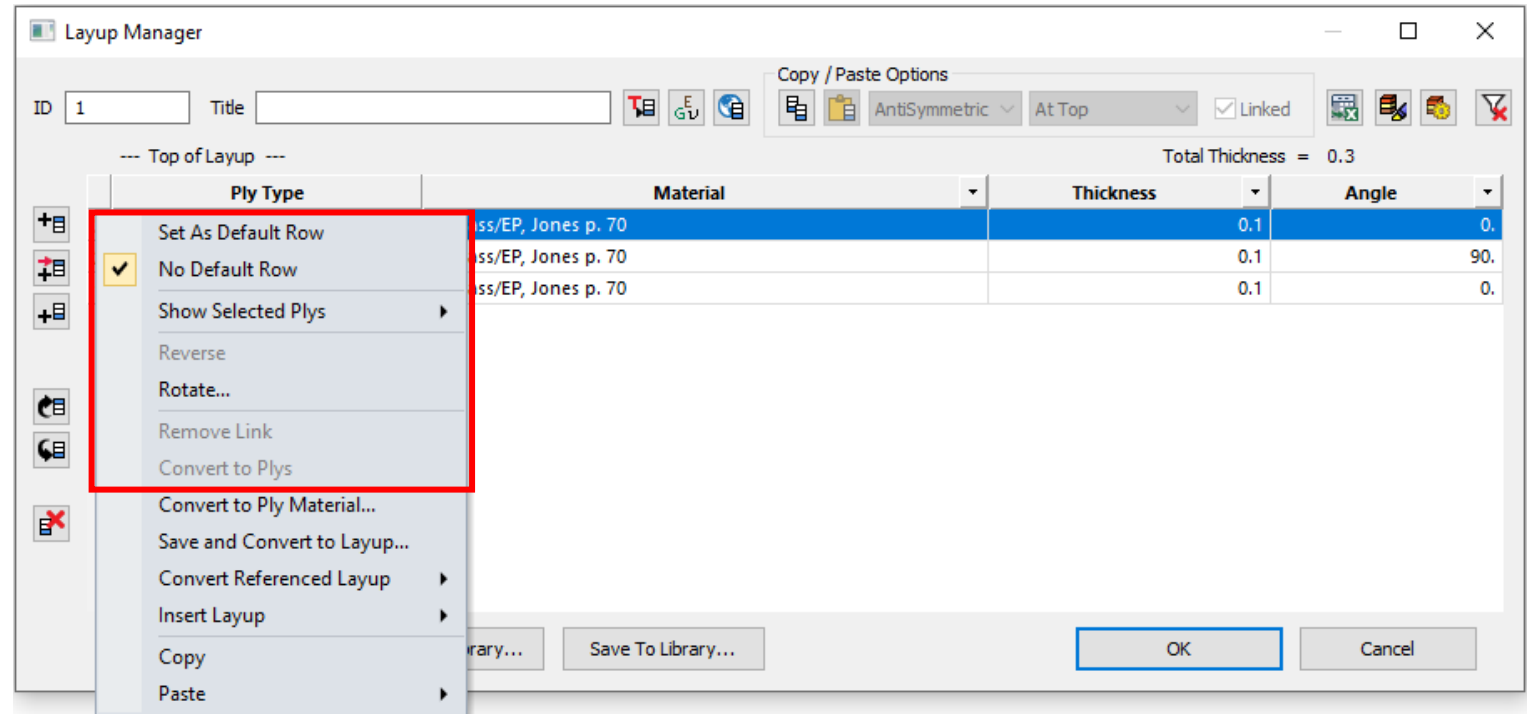 Layup Manager
Copy / Paste Options
ID 1 Title AntiSymmetric At Top Linked
--- Top of Layup --- Total Thickness = 0.3
Ply Type Material Thickness Angle
Set As Default Row /EP, Jones p. 70 0.1 0.
No Default Row /EP, Jones p. 70 0.1 90.
Show Selected Plys /EP, Jones p. 70 0.1 0.
Reverse
Rotate...
Remove Link
Convert to Plys
Convert to Ply Material...
Save and Convert to Layup...
Convert Referenced Layup
Insert Layup
Copy Save To Library... OK Cancel
Paste